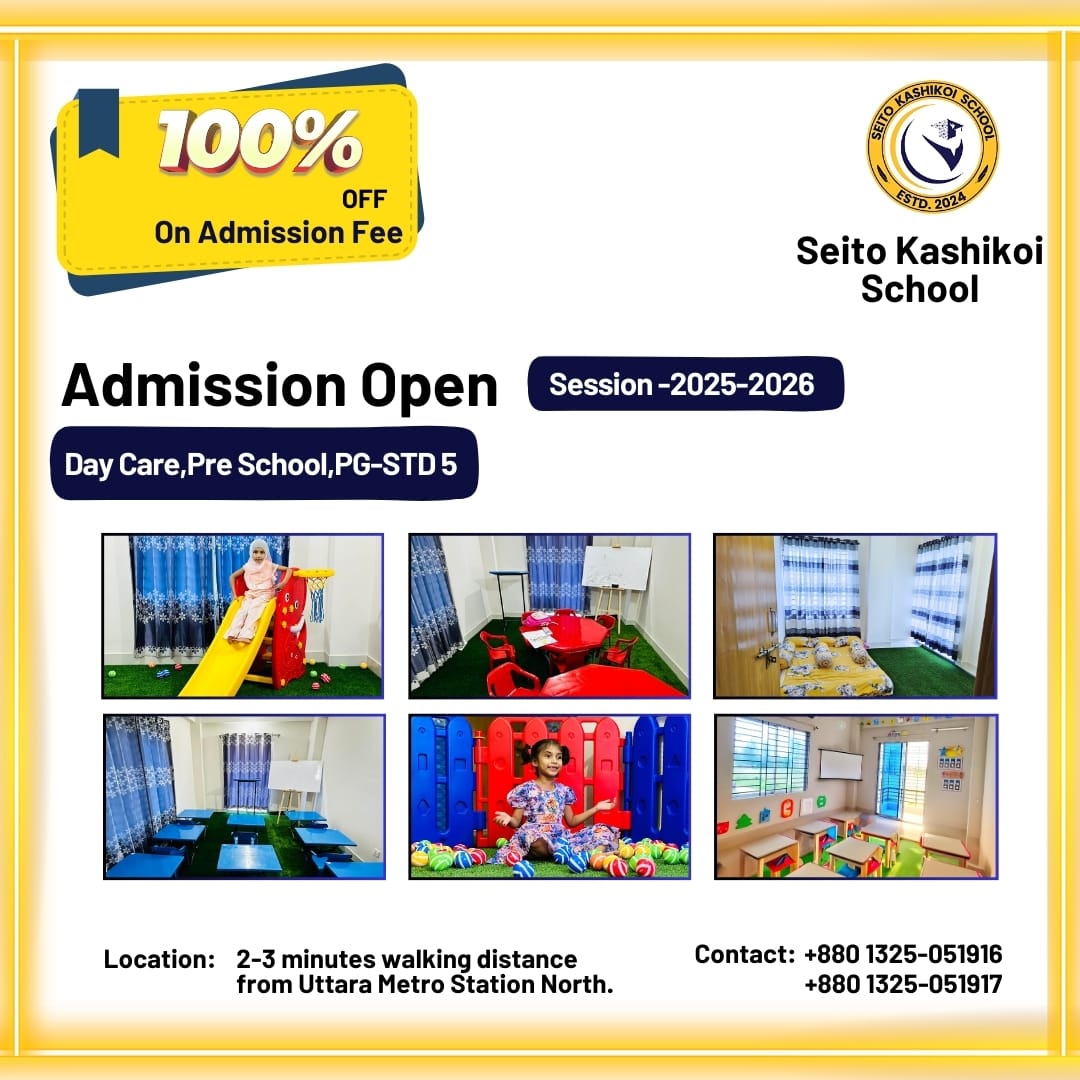 100%
OFF
On Admission Fee
SEITO KASHIKOI SCHOOL
ESTD. 2024
Seito Kashikoi
School
Admission Open
Session -2025-2026
Day Care,Pre School,PG-STD 5
Location: 2-3 minutes walking distance
from Uttara Metro Station North.
Contact: +880 1325-051916
+880 1325-051917